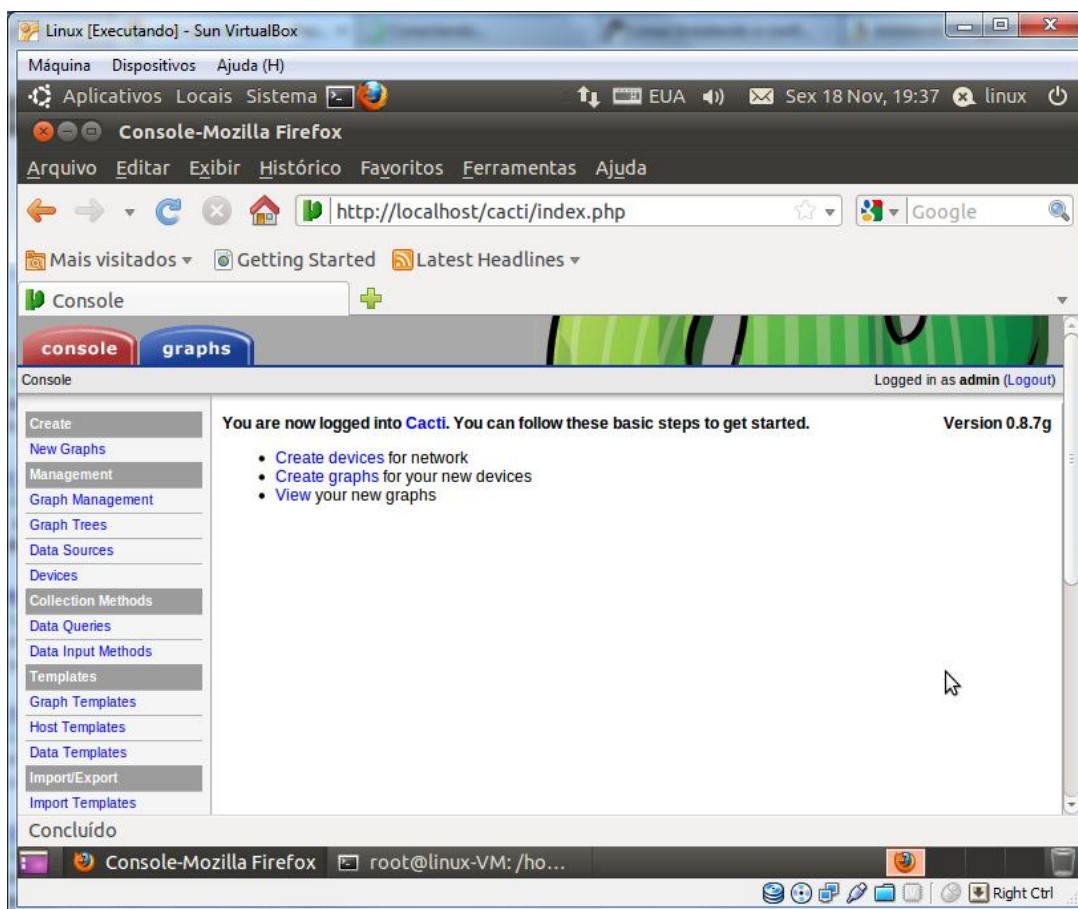 Linux [Executando] - Sun VirtualBox
Máquina Dispositivos Ajuda (H)
Aplicativos Locais Sistema EUA Sex 18 Nov, 19:37 linux
Console-Mozilla Firefox
Arquivo Editar Exibir Histórico Favoritos Ferramentas Ajuda
http://localhost/cacti/index.php Google
Mais visitados Getting Started Latest Headlines
Console
console graphs
Console Logged in as admin (Logout)
Create
New Graphs
Management
Graph Management
Graph Trees
Data Sources
Devices
Collection Methods
Data Queries
Data Input Methods
Templates
Graph Templates
Host Templates
Data Templates
Import/Export
Import Templates
You are now logged into Cacti. You can follow these basic steps to get started. Version 0.8.7g
• Create devices for network
• Create graphs for your new devices
• View your new graphs
Concluído
Console-Mozilla Firefox root@linux-VM: /ho...
Right Ctrl